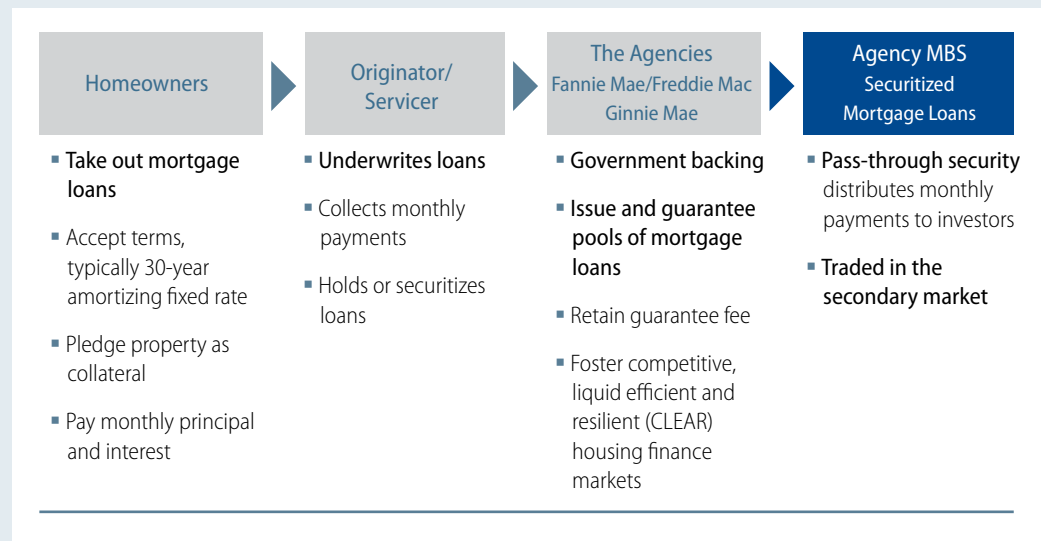 Homeowners
Originator/
Servicer
The Agencies
Fannie Mae/Freddie Mac
Ginnie Mae
Agency MBS
Securitized
Mortgage Loans
▪ Take out mortgage
loans
▪ Accept terms,
typically 30-year
amortizing fixed rate
▪ Pledge property as
collateral
▪ Pay monthly principal
and interest
▪ Underwrites loans
▪ Collects monthly
payments
▪ Holds or securitizes
loans
▪ Government backing
▪ Issue and guarantee
pools of mortgage
loans
▪ Retain guarantee fee
▪ Foster competitive,
liquid efficient and
resilient (CLEAR)
housing finance
markets
▪ Pass-through security
distributes monthly
payments to investors
▪ Traded in the
secondary market